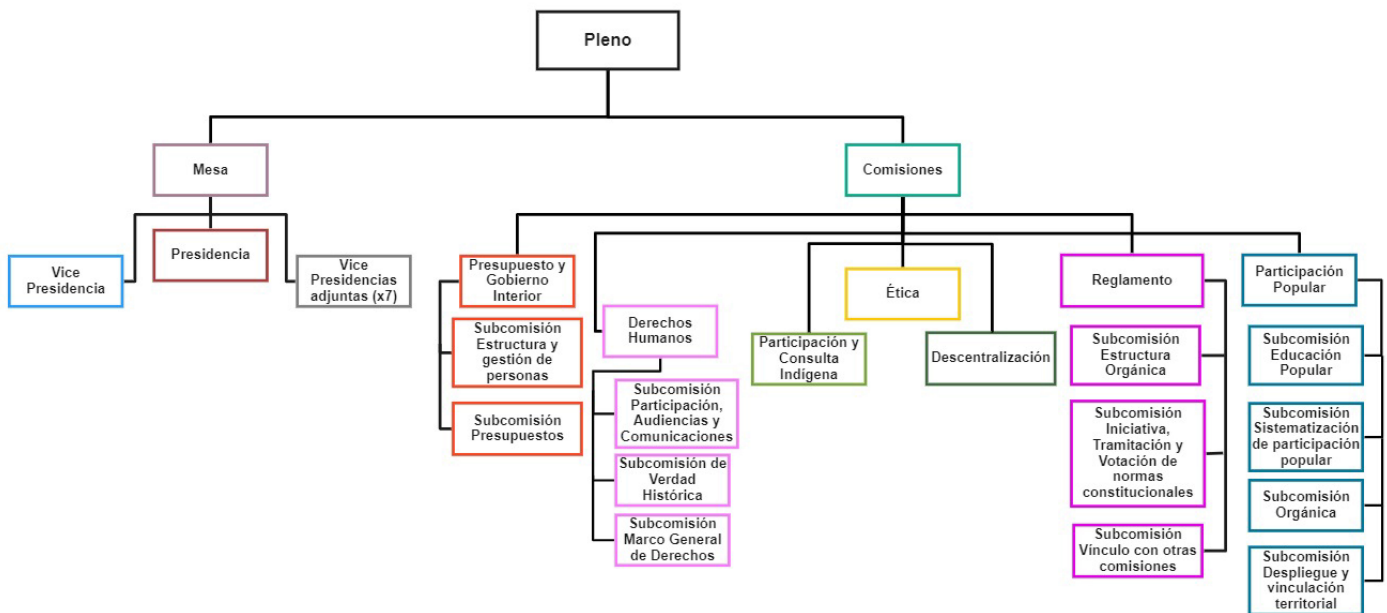 Pleno
Mesa
Comisiones
Vice
Presidencia
Presidencia
Vice
Presidencias
adjuntas (x7)
Presupuesto y
Gobierno
Interior
Subcomisión
Estructura y
gestión de
personas
Subcomisión
Presupuestos
Derechos
Humanos
Subcomisión
Participación,
Audiencias y
Comunicaciones
Subcomisión de
Verdad
Histórica
Subcomisión
Marco General
de Derechos
Participación y
Consulta
Indígena
Ética
Descentralización
Reglamento
Subcomisión
Estructura
Orgánica
Subcomisión
Iniciativa,
Tramitación y
Votación de
normas
constitucionales
Subcomisión
Vínculo con otras
comisiones
Participación
Popular
Subcomisión
Educación
Popular
Subcomisión
Sistematización
de participación
popular
Subcomisión
Orgánica
Subcomisión
Despliegue y
vinculación
territorial